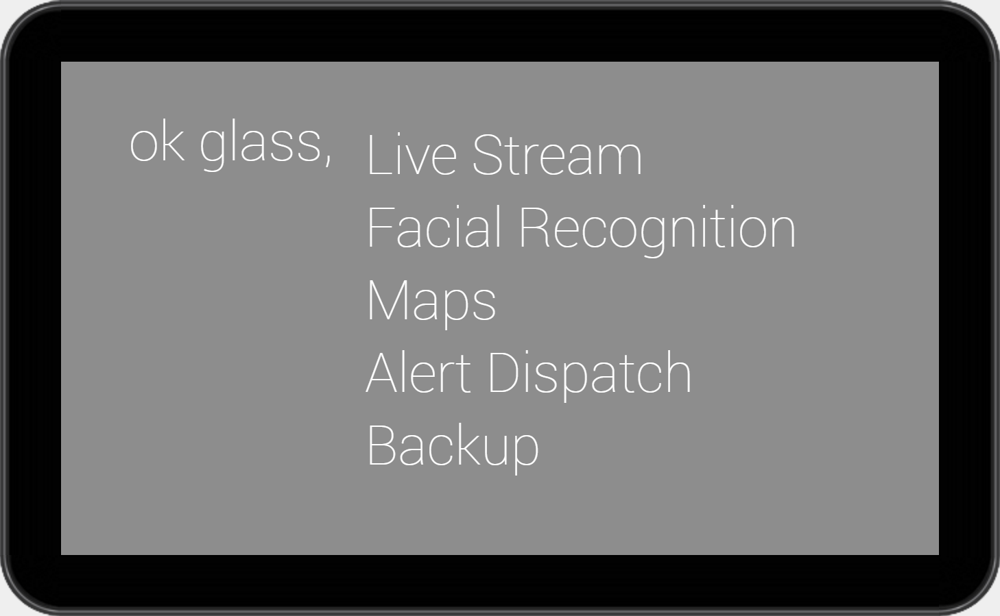 ok glass,
Live Stream
Facial Recognition
Maps
Alert Dispatch
Backup